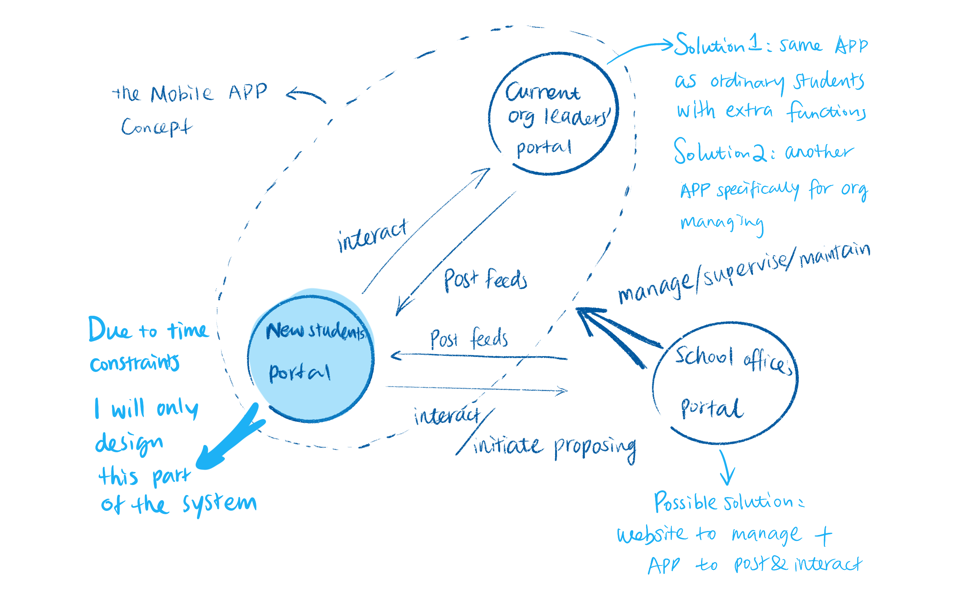 the Mobile APP
Concept
Current
org leaders'
portal
Solution1: same APP
as ordinary students
with extra functions
Solution2: another
APP specifically for org
managing
interact
Post feeds
manage/supervise/maintain
Due to time
constraints
I will only
design
this part
of the system
New students'
portal
Post feeds
interact/
initiate proposing
School offices'
portal
Possible solution:
website to manage +
APP to post & interact